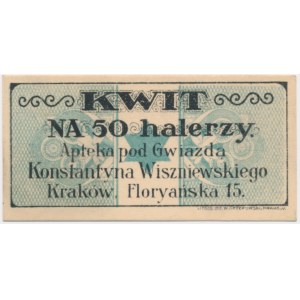 KWIT
NA 50 halerzy.
Apteka pod Gwiazdą
Konstantyna Wiszniewskiego
Kraków, Floryańska 15.